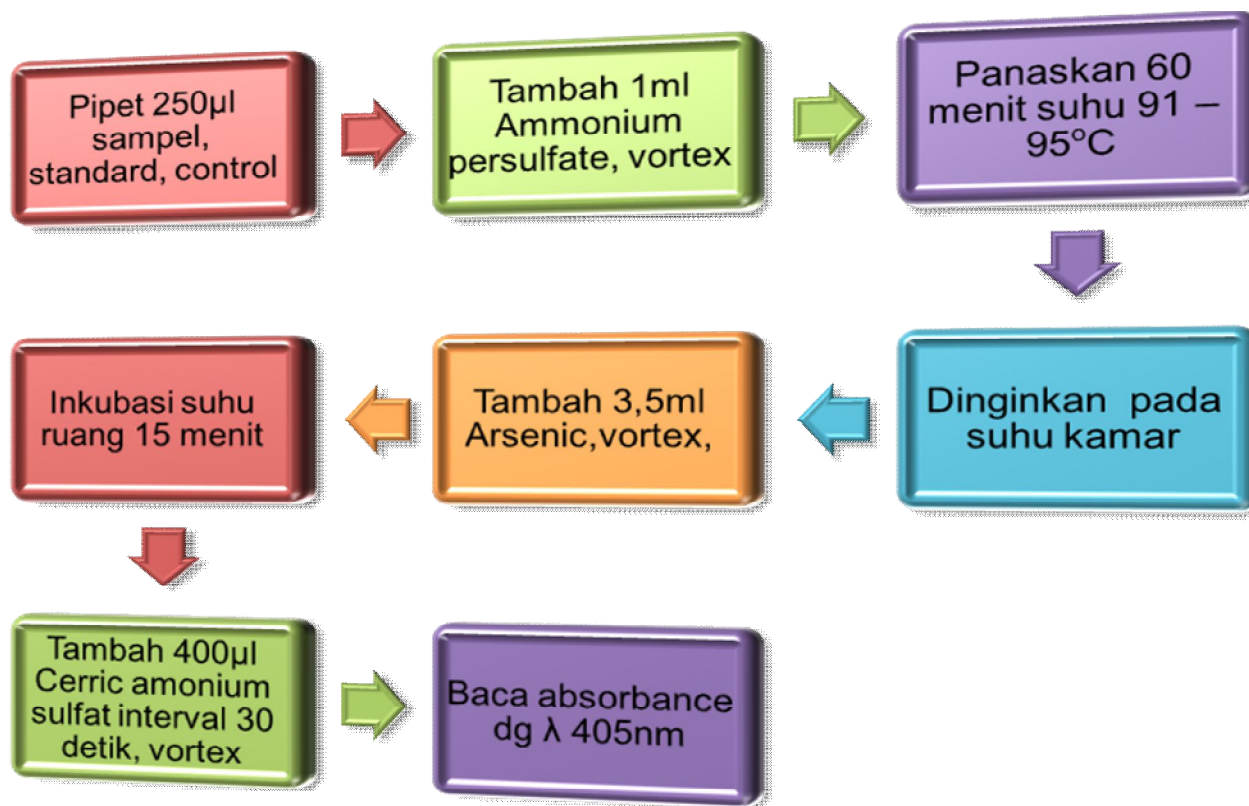 Pipet 250µl
sampel,
standard, control
Tambah 1ml
Ammonium
persulfate, vortex
Panaskan 60
menit suhu 91 –
95°C
Dinginkan pada
suhu kamar
Tambah 3,5ml
Arsenic,vortex,
Inkubasi suhu
ruang 15 menit
Tambah 400µl
Cerric amonium
sulfat interval 30
detik, vortex
Baca absorbance
dg λ 405nm